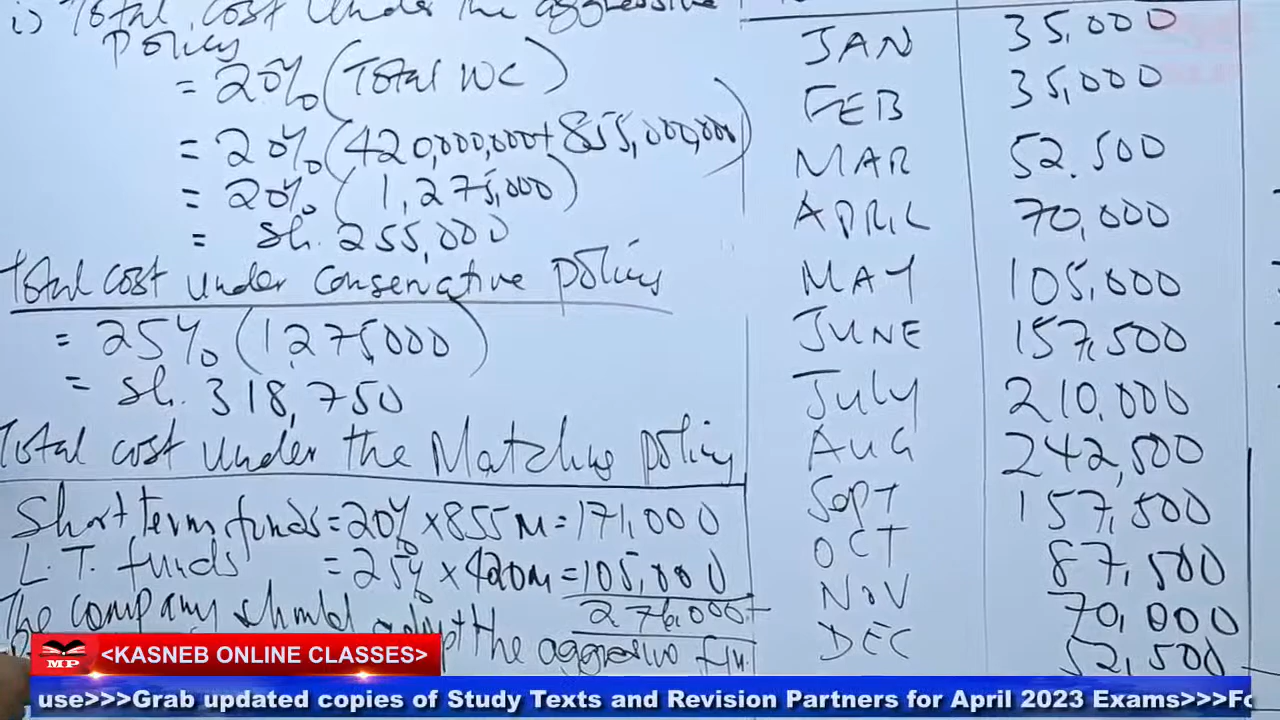 i) Total cost under the aggressive
policy
= 20% (Total WC)
= 20% (420,000,000+855,000,000)
= 20% (1,275,000)
= Sh. 255,000
Total cost under conservative policy
= 25% (1,275,000)
= Sh. 318,750
Total cost under the Matching policy
Short term funds = 20% x 855M = 171,000
L.T. funds = 25% x 420M = 105,000
276,000
The company should adopt the aggressive fin.
JAN 35,000
FEB 35,000
MAR 52.500
APRIL 70,000
MAY 105,000
JUNE 157,500
July 210,000
AUG 242,500
Sept 157,500
OCT 87,500
NOV 70,000
DEC 52,500
MP
<KASNEB ONLINE CLASSES>
use>>>Grab updated copies of Study Texts and Revision Partners for April 2023 Exams>>>Fo